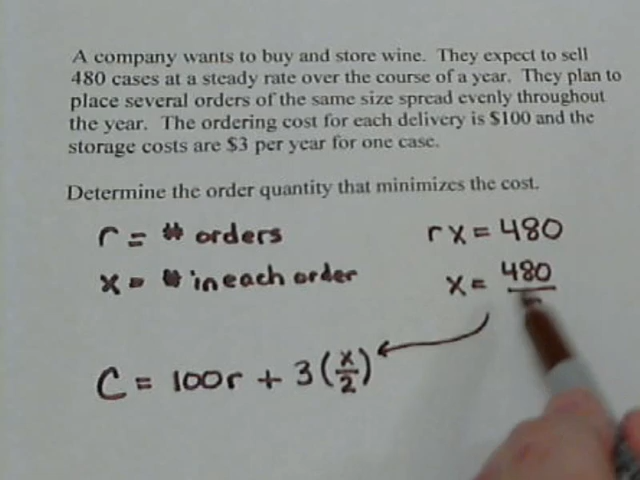 A company wants to buy and store wine. They expect to sell
480 cases at a steady rate over the course of a year. They plan to
place several orders of the same size spread evenly throughout
the year. The ordering cost for each delivery is $100 and the
storage costs are $3 per year for one case.
Determine the order quantity that minimizes the cost.
r = # orders
rx = 480
x = # in each order
x = 480
C = 100r + 3(x/2)